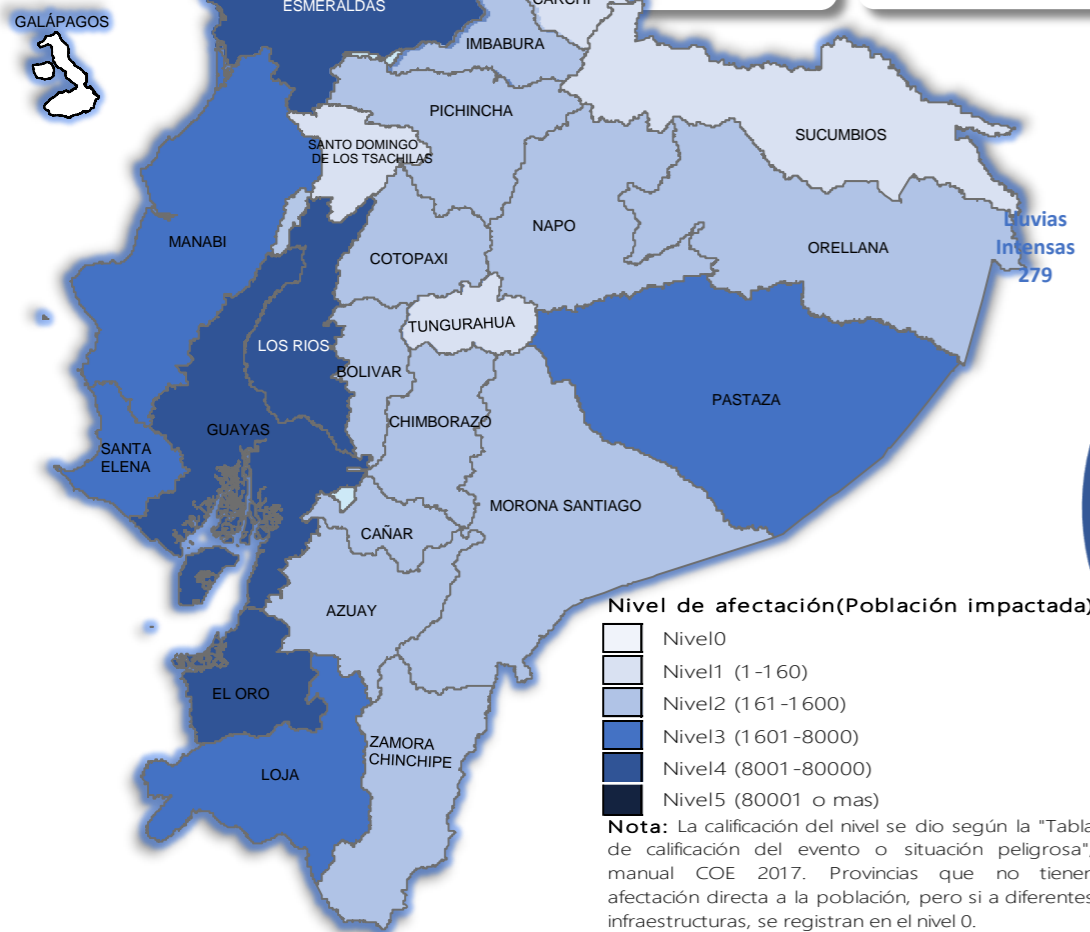 ESMERALDAS
CARCHI
GALÁPAGOS
IMBABURA
PICHINCHA
SUCUMBIOS
SANTO DOMINGO
DE LOS TSACHILAS
NAPO
MANABI
ORELLANA
Lluvias
Intensas
279
COTOPAXI
TUNGURAHUA
LOS RIOS
BOLIVAR
PASTAZA
CHIMBORAZO
GUAYAS
SANTA
ELENA
MORONA SANTIAGO
CAÑAR
AZUAY
EL ORO
ZAMORA
CHINCHIPE
LOJA
Nivel de afectación(Población impactada)
Nivel0
Nivel1 (1-160)
Nivel2 (161-1600)
Nivel3 (1601-8000)
Nivel4 (8001-80000)
Nivel5 (80001 o mas)
Nota: La calificación del nivel se dio según la "Tabla
de calificación del evento o situación peligrosa",
manual COE 2017. Provincias que no tienen
afectación directa a la población, pero si a diferentes
infraestructuras, se registran en el nivel 0.